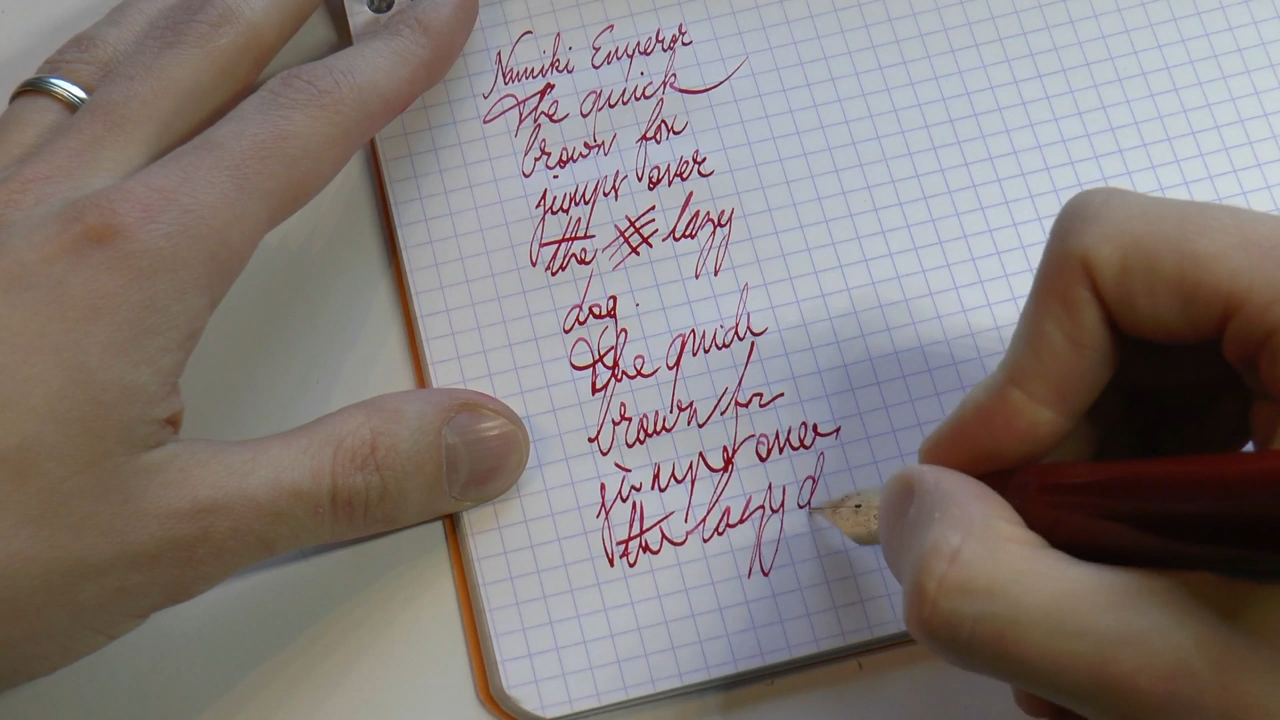 Namiki Emperor
The quick
brown fox
jumps over
the lazy
dog.
The quick
brown fox
jumps over
the lazy d